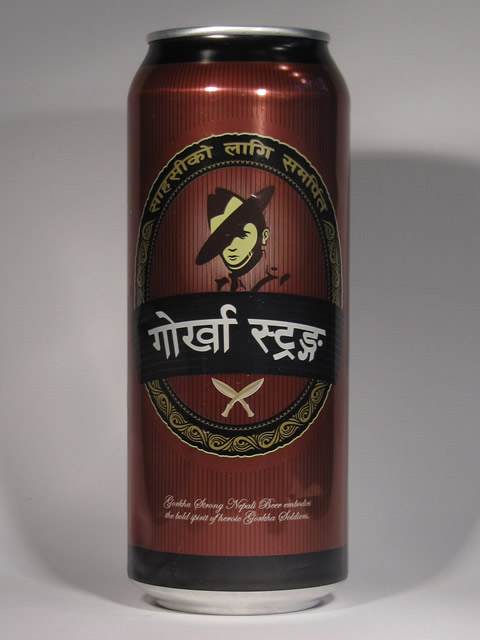 साहसीको लागि समर्पित
गोर्खा स्ट्रङ्ग
Gorkha Strong Nepali Beer embodies
the bold spirit of heroic Gorkha Soldiers.